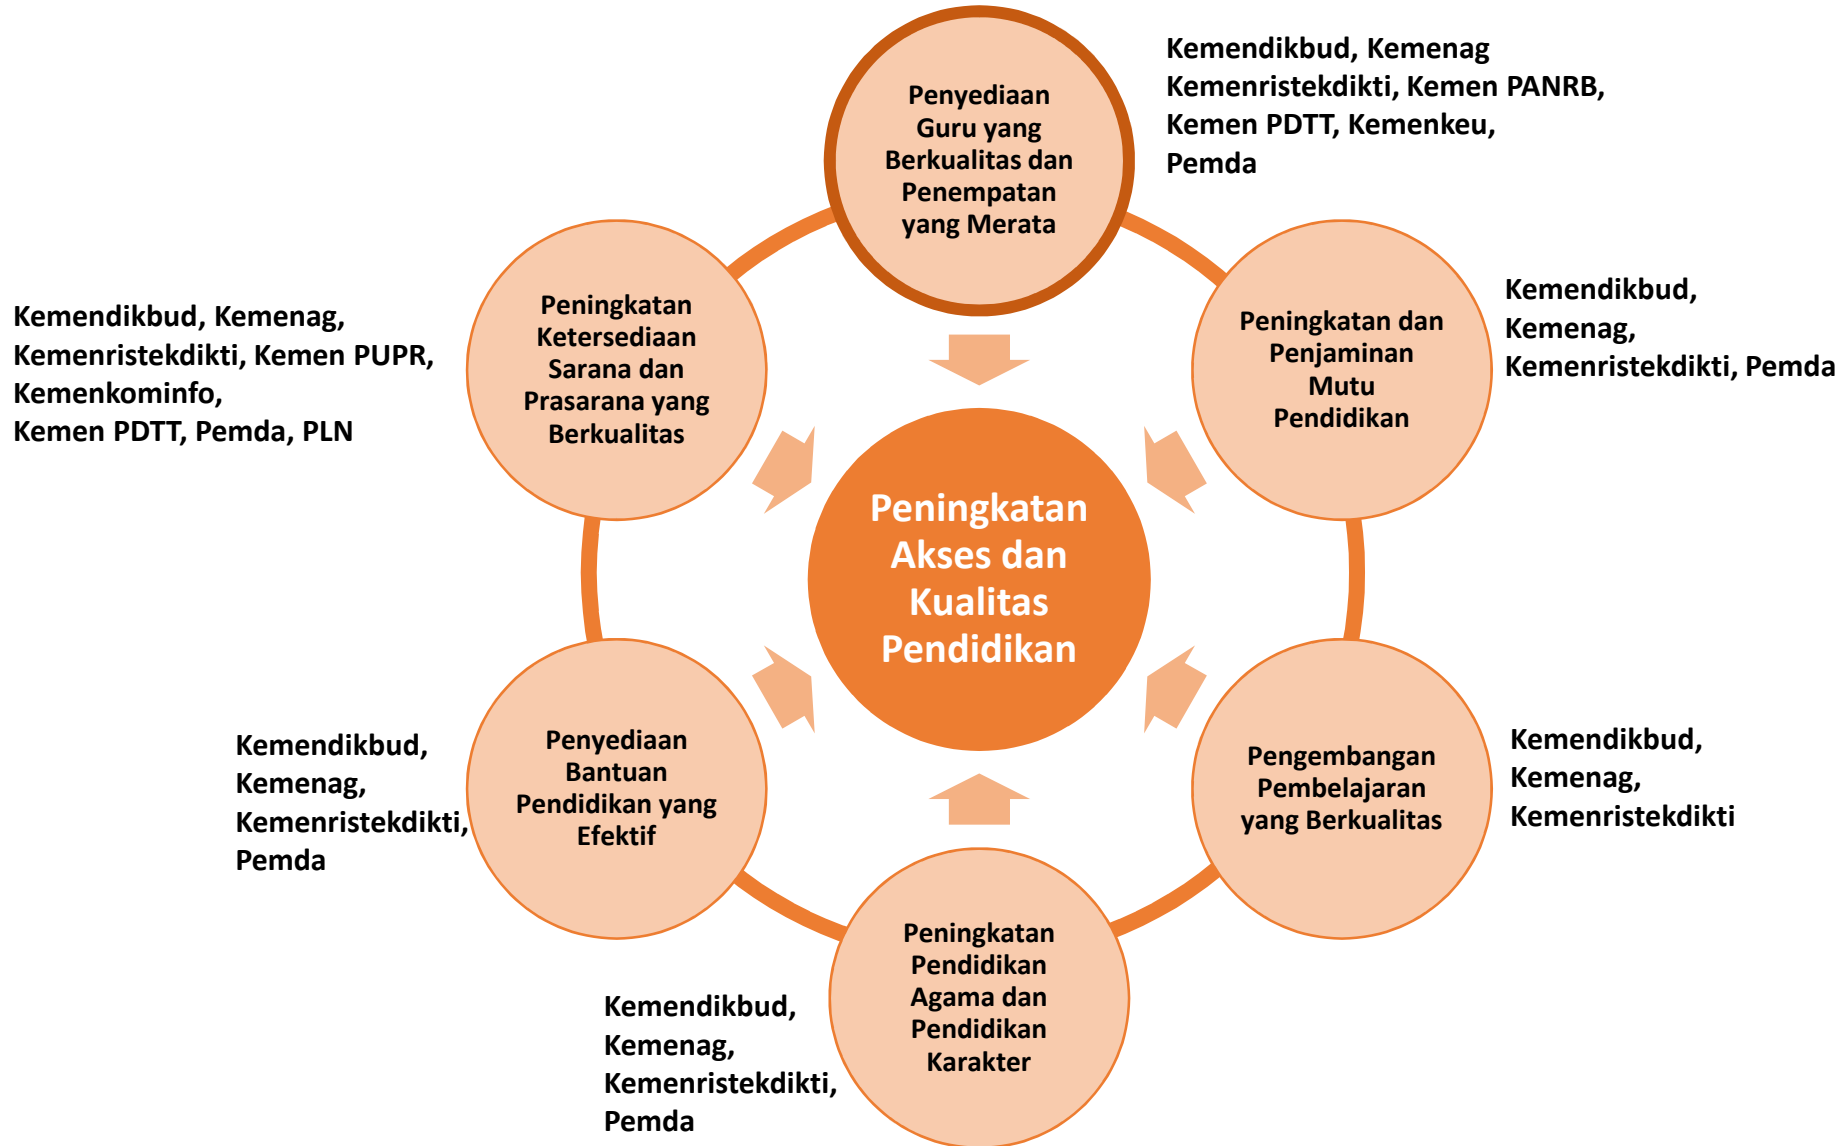 Penyediaan
Guru yang
Berkualitas dan
Penempatan
yang Merata
Kemendikbud, Kemenag
Kemenristekdikti, Kemen PANRB,
Kemen PDTT, Kemenkeu,
Pemda
Peningkatan dan
Penjaminan
Mutu
Pendidikan
Kemendikbud,
Kemenag,
Kemenristekdikti, Pemda
Pengembangan
Pembelajaran
yang Berkualitas
Kemendikbud,
Kemenag,
Kemenristekdikti
Peningkatan
Pendidikan
Agama dan
Pendidikan
Karakter
Kemendikbud,
Kemenag,
Kemenristekdikti,
Pemda
Penyediaan
Bantuan
Pendidikan yang
Efektif
Kemendikbud,
Kemenag,
Kemenristekdikti,
Pemda
Peningkatan
Ketersediaan
Sarana dan
Prasarana yang
Berkualitas
Kemendikbud, Kemenag,
Kemenristekdikti, Kemen PUPR,
Kemenkominfo,
Kemen PDTT, Pemda, PLN
Peningkatan
Akses dan
Kualitas
Pendidikan